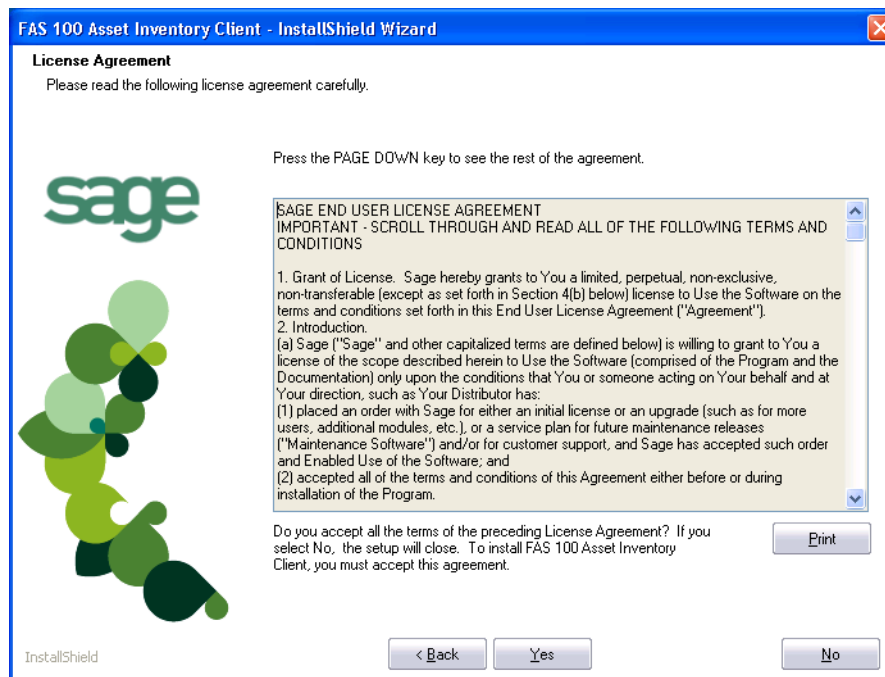 FAS 100 Asset Inventory Client - InstallShield Wizard
License Agreement
Please read the following license agreement carefully.
Press the PAGE DOWN key to see the rest of the agreement.
sage
SAGE END USER LICENSE AGREEMENT
IMPORTANT - SCROLL THROUGH AND READ ALL OF THE FOLLOWING TERMS AND
CONDITIONS
1. Grant of License.  Sage hereby grants to You a limited, perpetual, non-exclusive,
non-transferable (except as set forth in Section 4(b) below) license to Use the Software on the
terms and conditions set forth in this End User License Agreement ("Agreement").
2. Introduction.
(a) Sage ("Sage" and other capitalized terms are defined below) is willing to grant to You a
license of the scope described herein to Use the Software (comprised of the Program and the
Documentation) only upon the conditions that You or someone acting on Your behalf and at
Your direction, such as Your Distributor has:
(1) placed an order with Sage for either an initial license or an upgrade (such as for more
users, additional modules, etc.), or a service plan for future maintenance releases
("Maintenance Software") and/or for customer support, and Sage has accepted such order
and Enabled Use of the Software; and
(2) accepted all of the terms and conditions of this Agreement either before or during
installation of the Program.
Do you accept all the terms of the preceding License Agreement?  If you
select No,  the setup will close.  To install FAS 100 Asset Inventory
Client, you must accept this agreement.
Print
InstallShield
< Back
Yes
No